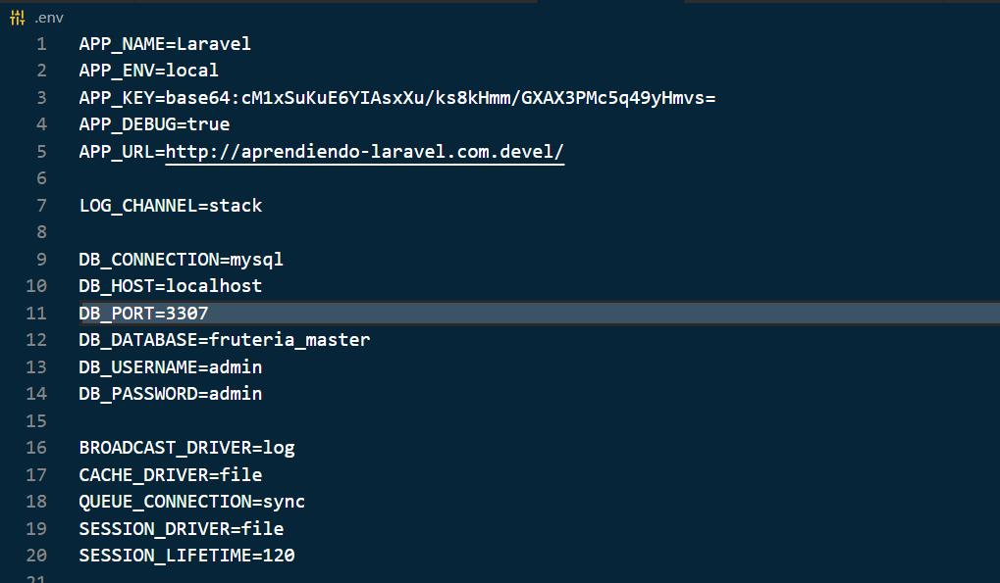 .env
1 APP_NAME=Laravel
2 APP_ENV=local
3 APP_KEY=base64:cM1xSuKuE6YIAsxXu/ks8kHmm/GXAX3PMc5q49yHmvs=
4 APP_DEBUG=true
5 APP_URL=http://aprendiendo-laravel.com.devel/
6
7 LOG_CHANNEL=stack
8
9 DB_CONNECTION=mysql
10 DB_HOST=localhost
11 DB_PORT=3307
12 DB_DATABASE=fruteria_master
13 DB_USERNAME=admin
14 DB_PASSWORD=admin
15
16 BROADCAST_DRIVER=log
17 CACHE_DRIVER=file
18 QUEUE_CONNECTION=sync
19 SESSION_DRIVER=file
20 SESSION_LIFETIME=120
21